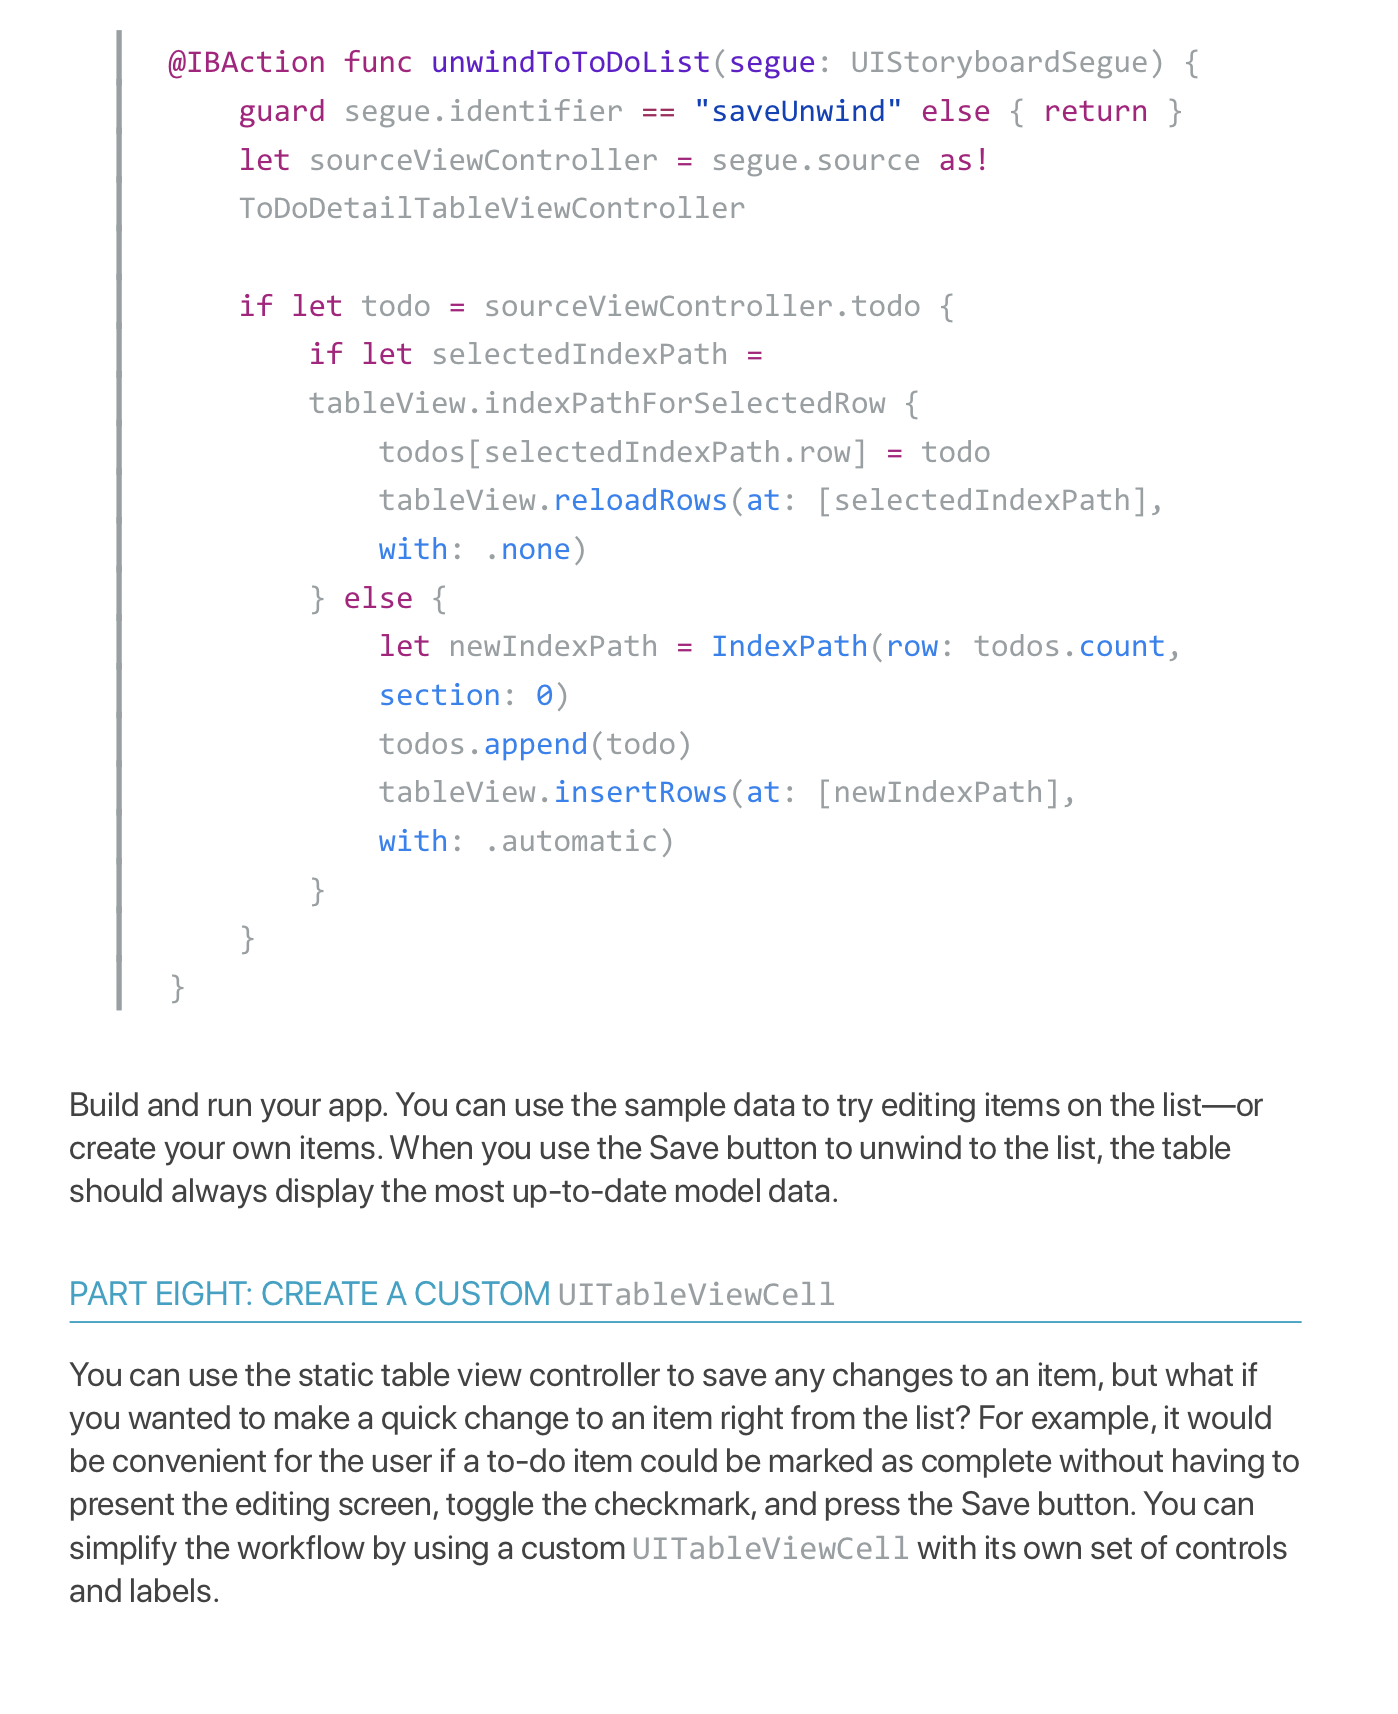 @IBAction func unwindToToDoList(segue: UIStoryboardSegue) {
    guard segue.identifier == "saveUnwind" else { return }
    let sourceViewController = segue.source as!
    ToDoDetailTableViewController

    if let todo = sourceViewController.todo {
        if let selectedIndexPath =
        tableView.indexPathForSelectedRow {
            todos[selectedIndexPath.row] = todo
            tableView.reloadRows(at: [selectedIndexPath],
            with: .none)
        } else {
            let newIndexPath = IndexPath(row: todos.count,
            section: 0)
            todos.append(todo)
            tableView.insertRows(at: [newIndexPath],
            with: .automatic)
        }
    }
}
Build and run your app. You can use the sample data to try editing items on the list—or
create your own items. When you use the Save button to unwind to the list, the table
should always display the most up-to-date model data.
PART EIGHT: CREATE A CUSTOM UITableViewCell
You can use the static table view controller to save any changes to an item, but what if
you wanted to make a quick change to an item right from the list? For example, it would
be convenient for the user if a to-do item could be marked as complete without having to
present the editing screen, toggle the checkmark, and press the Save button. You can
simplify the workflow by using a custom UITableViewCell with its own set of controls
and labels.